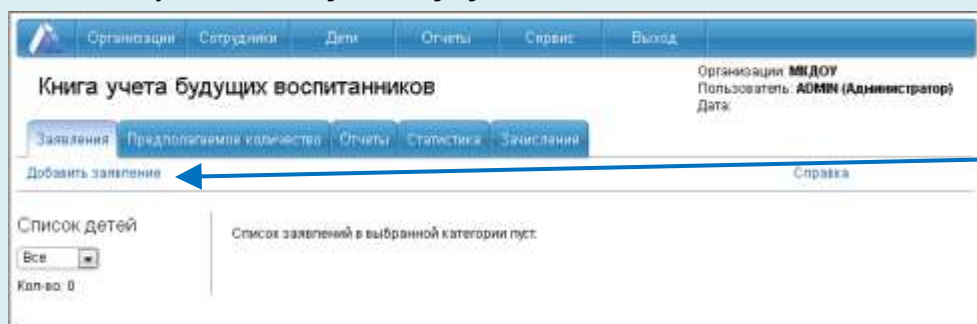 Организации Сотрудники Дети Отчеты Сервис Выход
Книга учета будущих воспитанников
Организация: МКДОУ
Пользователь: ADMIN (Администратор)
Дата:
Заявления Предполагаемое количество Отчеты Статистика Зачисление
Добавить заявление Справка
Список детей
Все
Кол-во: 0
Список заявлений в выбранной категории пуст.